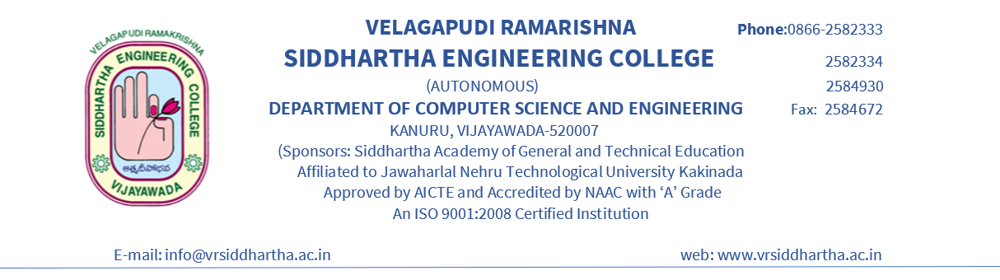 VELAGAPUDI RAMAKRISHNA
SIDDHARTHA ENGINEERING COLLEGE
ఆత్మదీపోభవ
VIJAYAWADA
VELAGAPUDI RAMARISHNA
Phone:0866-2582333
SIDDHARTHA ENGINEERING COLLEGE
2582334
(AUTONOMOUS)
2584930
DEPARTMENT OF COMPUTER SCIENCE AND ENGINEERING
Fax: 2584672
KANURU, VIJAYAWADA-520007
(Sponsors: Siddhartha Academy of General and Technical Education
Affiliated to Jawaharlal Nehru Technological University Kakinada
Approved by AICTE and Accredited by NAAC with ‘A’ Grade
An ISO 9001:2008 Certified Institution
E-mail: info@vrsiddhartha.ac.in
web: www.vrsiddhartha.ac.in